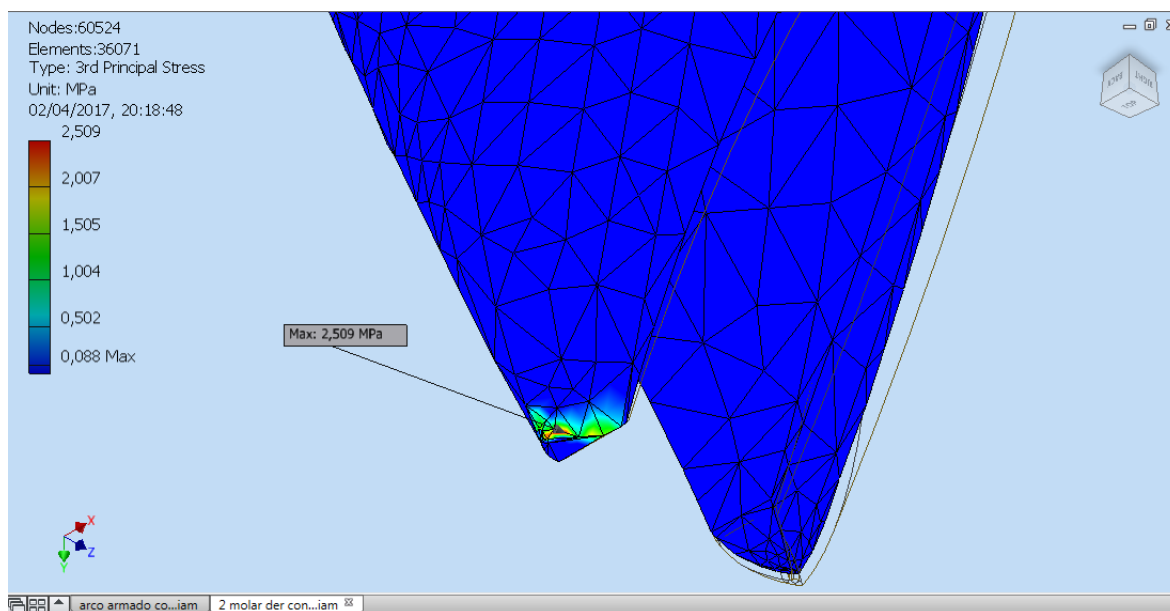 Nodes:60524
Elements:36071
Type: 3rd Principal Stress
Unit: MPa
02/04/2017, 20:18:48
2,509
2,007
1,505
1,004
0,502
0,088 Max
Max: 2,509 MPa
TOP
X
Z
Y
arco armado co...iam
2 molar der con...iam